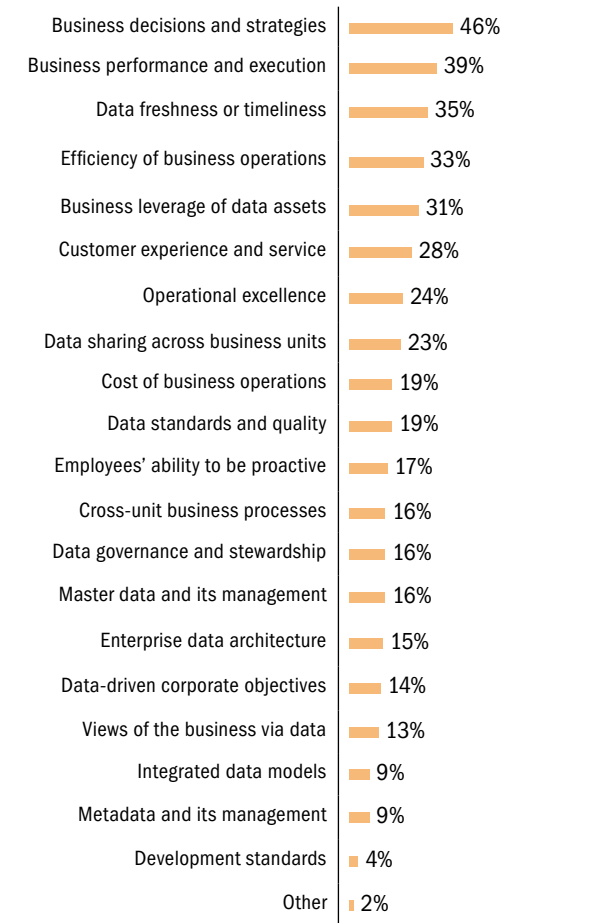 Business decisions and strategies 46%
Business performance and execution 39%
Data freshness or timeliness 35%
Efficiency of business operations 33%
Business leverage of data assets 31%
Customer experience and service 28%
Operational excellence 24%
Data sharing across business units 23%
Cost of business operations 19%
Data standards and quality 19%
Employees’ ability to be proactive 17%
Cross-unit business processes 16%
Data governance and stewardship 16%
Master data and its management 16%
Enterprise data architecture 15%
Data-driven corporate objectives 14%
Views of the business via data 13%
Integrated data models 9%
Metadata and its management 9%
Development standards 4%
Other 2%